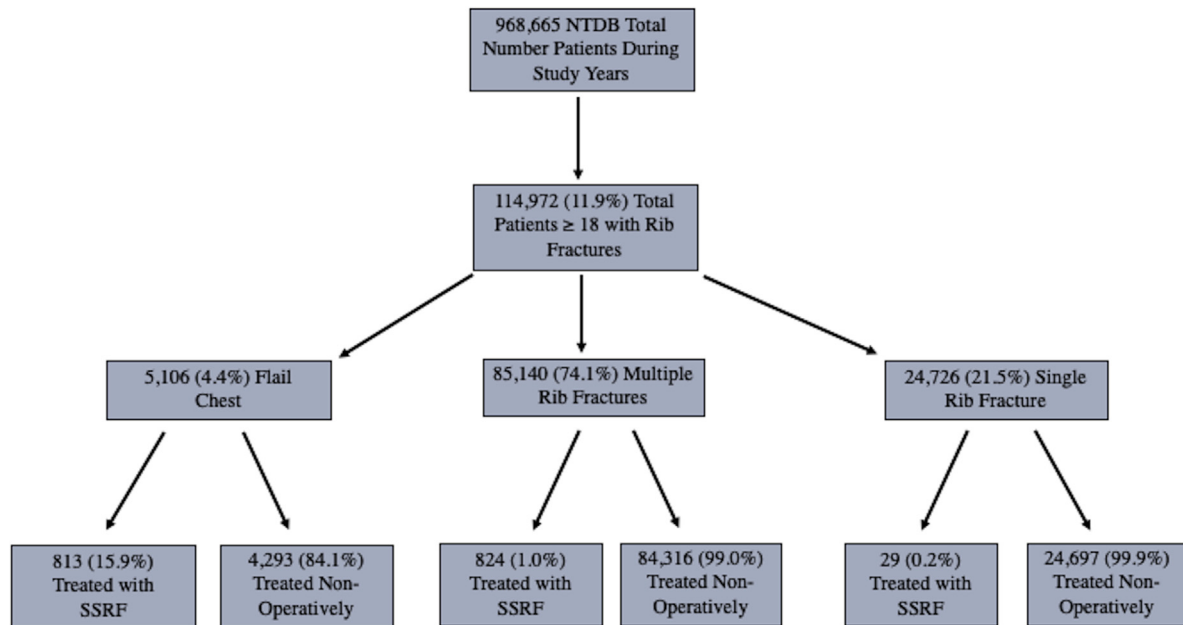 968,665 NTDB Total
Number Patients During
Study Years
114,972 (11.9%) Total
Patients ≥ 18 with Rib
Fractures
5,106 (4.4%) Flail
Chest
85,140 (74.1%) Multiple
Rib Fractures
24,726 (21.5%) Single
Rib Fracture
813 (15.9%)
Treated with
SSRF
4,293 (84.1%)
Treated Non-
Operatively
824 (1.0%)
Treated with
SSRF
84,316 (99.0%)
Treated Non-
Operatively
29 (0.2%)
Treated with
SSRF
24,697 (99.9%)
Treated Non-
Operatively